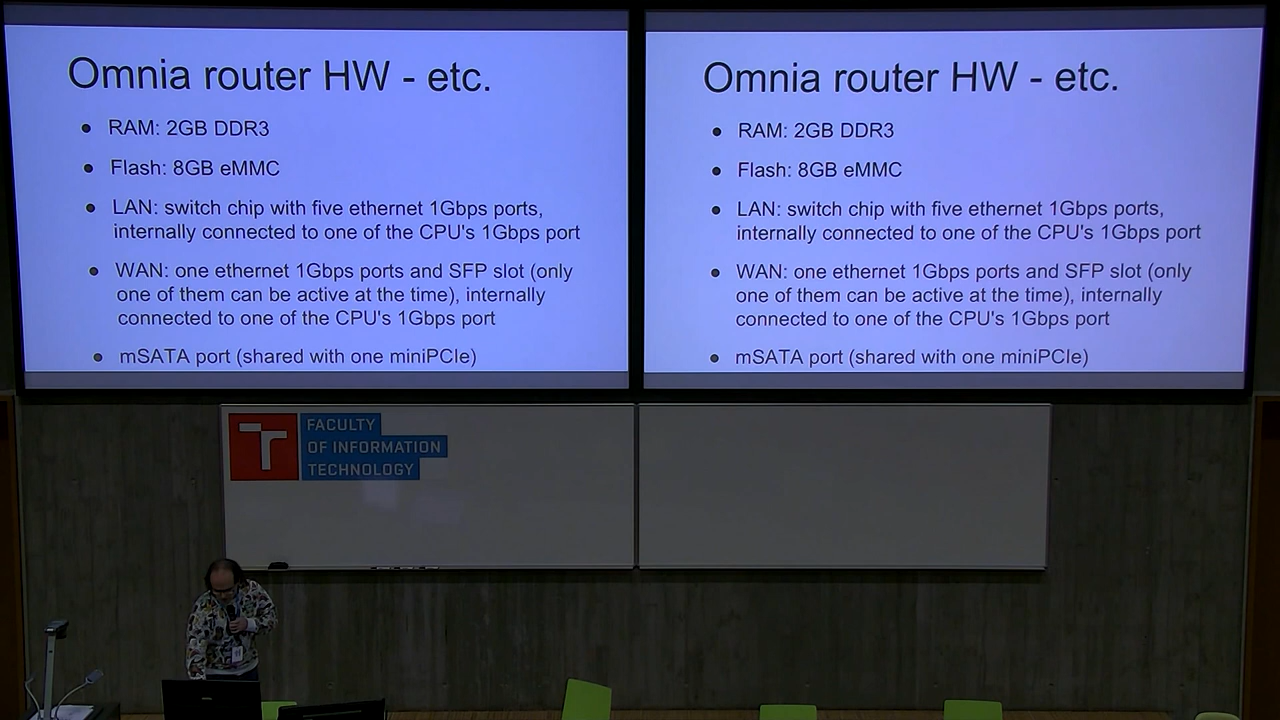 Omnia router HW - etc.
RAM: 2GB DDR3
Flash: 8GB eMMC
LAN: switch chip with five ethernet 1Gbps ports,
internally connected to one of the CPU's 1Gbps port
WAN: one ethernet 1Gbps ports and SFP slot (only
one of them can be active at the time), internally
connected to one of the CPU's 1Gbps port
mSATA port (shared with one miniPCIe)
Omnia router HW - etc.
RAM: 2GB DDR3
Flash: 8GB eMMC
LAN: switch chip with five ethernet 1Gbps ports,
internally connected to one of the CPU's 1Gbps port
WAN: one ethernet 1Gbps ports and SFP slot (only
one of them can be active at the time), internally
connected to one of the CPU's 1Gbps port
mSATA port (shared with one miniPCIe)
FACULTY
OF INFORMATION
TECHNOLOGY